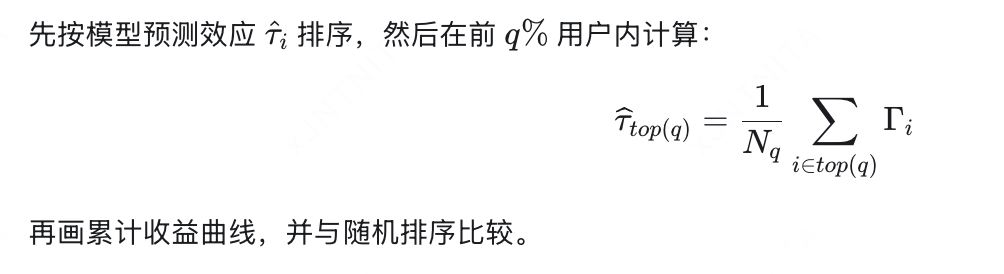 先按模型预测效应 τ̂ᵢ 排序，然后在前 q% 用户内计算：
τ̂_{top(q)} = \frac{1}{N_q} \sum_{i∈top(q)} Γᵢ
再画累计收益曲线，并与随机排序比较。